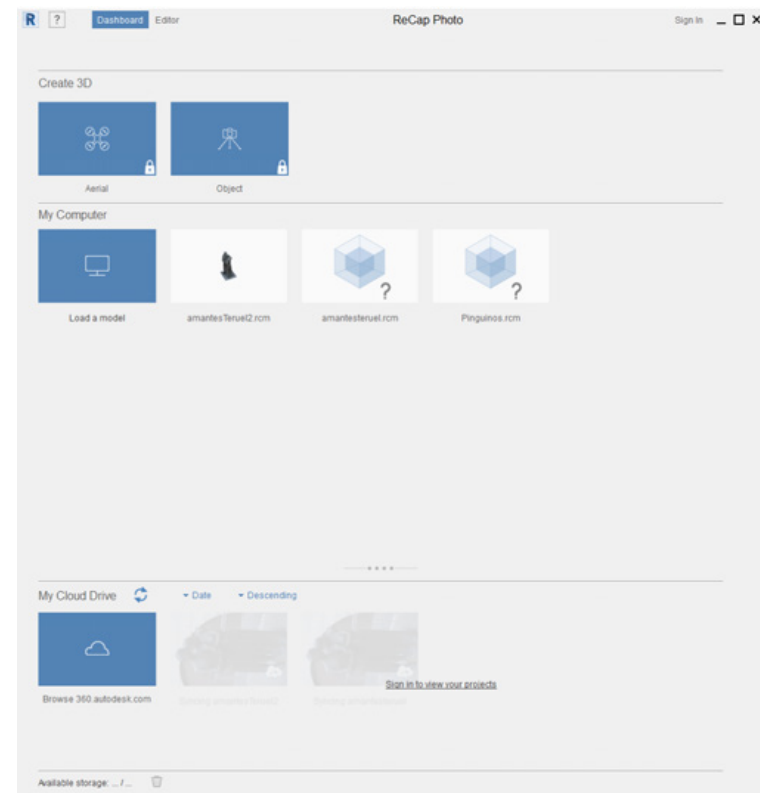 R ? Dashboard Editor ReCap Photo Sign In
Create 3D
Aerial Object
My Computer
? ?
Load a model amantesTeruel2.rcm amantesteruel.rcm Pinguinos.rcm
My Cloud Drive Date Descending
Sign in to view your projects
Browse 360.autodesk.com
Available storage: ... / ...